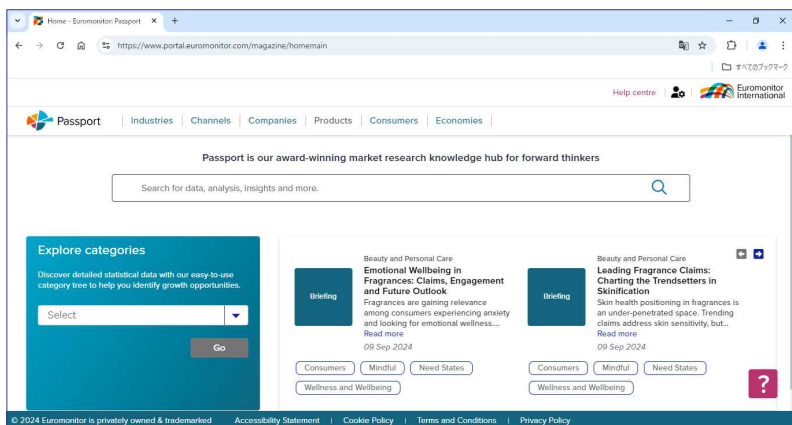 Home - Euromonitor: Passport
https://www.portal.euromonitor.com/magazine/homemain
すべてのブックマーク
Help centre
Euromonitor
International
Passport
Industries
Channels
Companies
Products
Consumers
Economies
Passport is our award-winning market research knowledge hub for forward thinkers
Search for data, analysis, insights and more.
Explore categories
Discover detailed statistical data with our easy-to-use
category tree to help you identify growth opportunities.
Select
Go
Briefing
Beauty and Personal Care
Emotional Wellbeing in
Fragrances: Claims, Engagement
and Future Outlook
Fragrances are gaining relevance
among consumers experiencing anxiety
and looking for emotional wellness....
Read more
09 Sep 2024
Consumers
Mindful
Need States
Wellness and Wellbeing
Briefing
Beauty and Personal Care
Leading Fragrance Claims:
Charting the Trendsetters in
Skinification
Skin health positioning in fragrances is
an under-penetrated space. Trending
claims address skin sensitivity, but...
Read more
09 Sep 2024
Consumers
Mindful
Need States
Wellness and Wellbeing
?
© 2024 Euromonitor is privately owned & trademarked
Accessibility Statement
Cookie Policy
Terms and Conditions
Privacy Policy